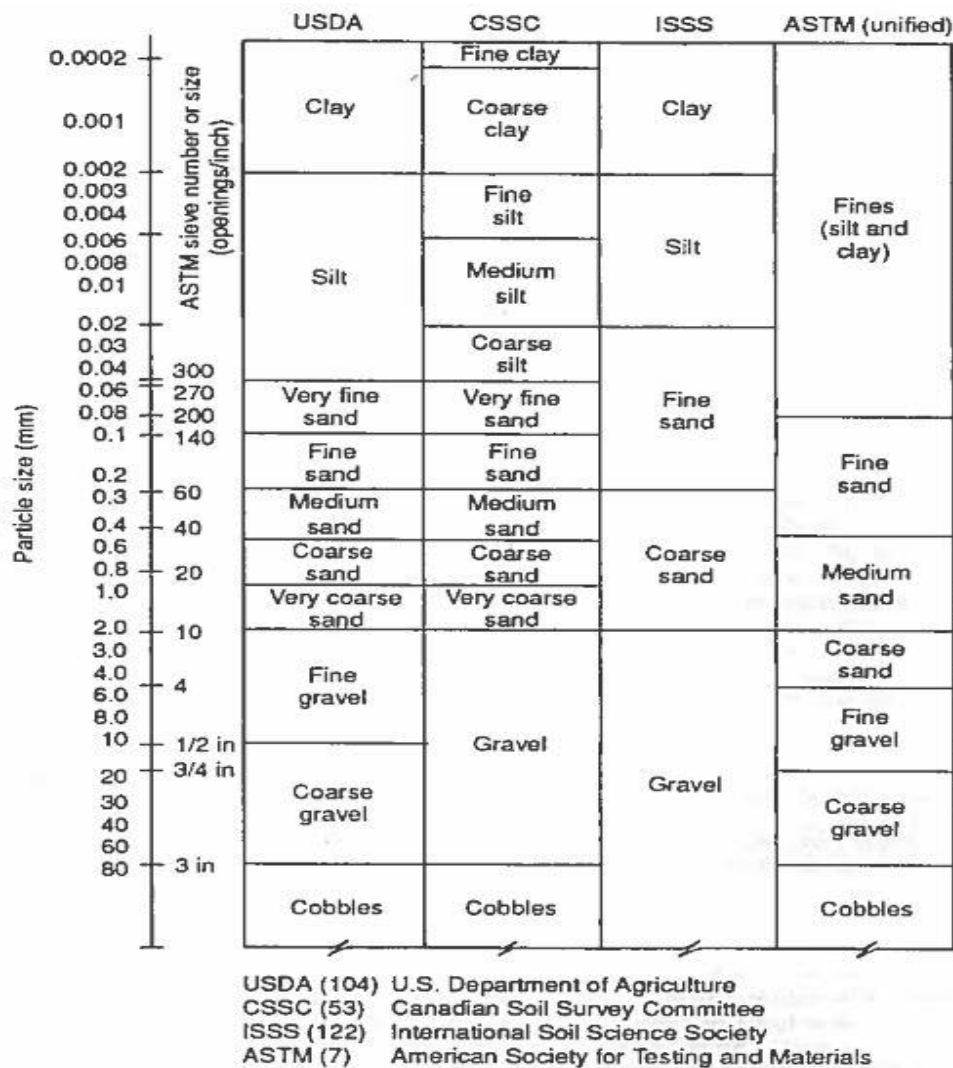 USDA CSSC ISSS ASTM (unified)
Particle size (mm)
ASTM sieve number or size
(openings/inch)
0.0002
0.001
0.002
0.003
0.004
0.006
0.008
0.01
0.02
0.03
0.04
0.06
0.08
0.1
0.2
0.3
0.4
0.6
0.8
1.0
2.0
3.0
4.0
6.0
8.0
10
20
30
40
60
80
300
270
200
140
60
40
20
10
4
1/2 in
3/4 in
3 in
Clay
Silt
Very fine
sand
Fine
sand
Medium
sand
Coarse
sand
Very coarse
sand
Fine
gravel
Coarse
gravel
Cobbles
Fine clay
Coarse
clay
Fine
silt
Medium
silt
Coarse
silt
Very fine
sand
Fine
sand
Medium
sand
Coarse
sand
Very coarse
sand
Gravel
Cobbles
Clay
Silt
Fine
sand
Coarse
sand
Gravel
Fines
(silt and
clay)
Fine
sand
Medium
sand
Coarse
sand
Fine
gravel
Coarse
gravel
Cobbles
USDA (104) U.S. Department of Agriculture
CSSC (53) Canadian Soil Survey Committee
ISSS (122) International Soil Science Society
ASTM (7) American Society for Testing and Materials